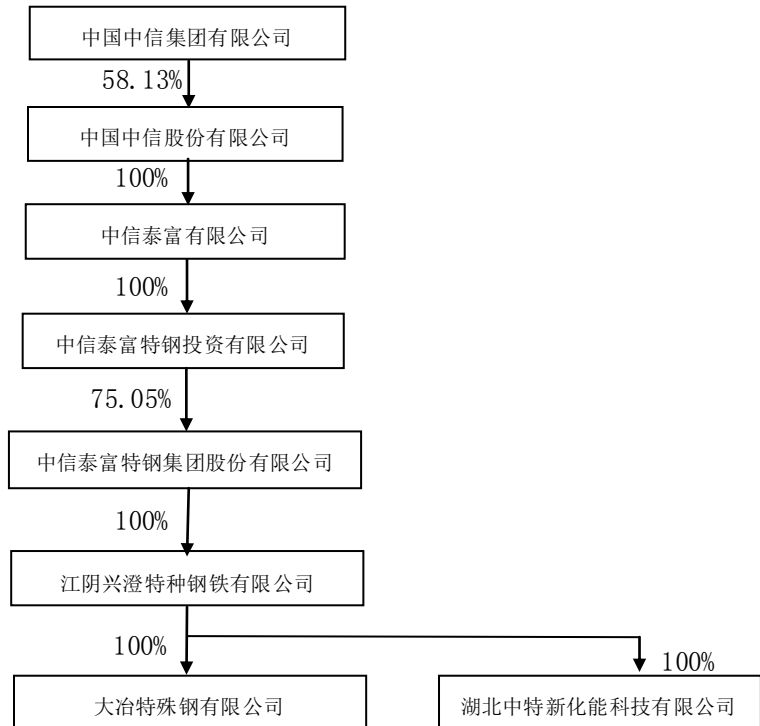 中国中信集团有限公司
58.13%
中国中信股份有限公司
100%
中信泰富有限公司
100%
中信泰富特钢投资有限公司
75.05%
中信泰富特钢集团股份有限公司
100%
江阴兴澄特种钢铁有限公司
100%
100%
大冶特殊钢有限公司
湖北中特新化能科技有限公司